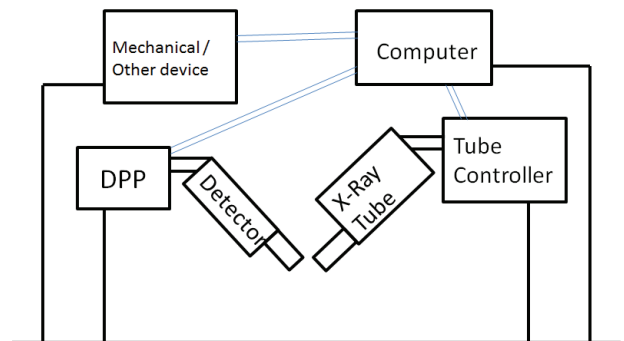 Mechanical /
Other device
Computer
DPP
Detector
X-Ray
Tube
Tube
Controller